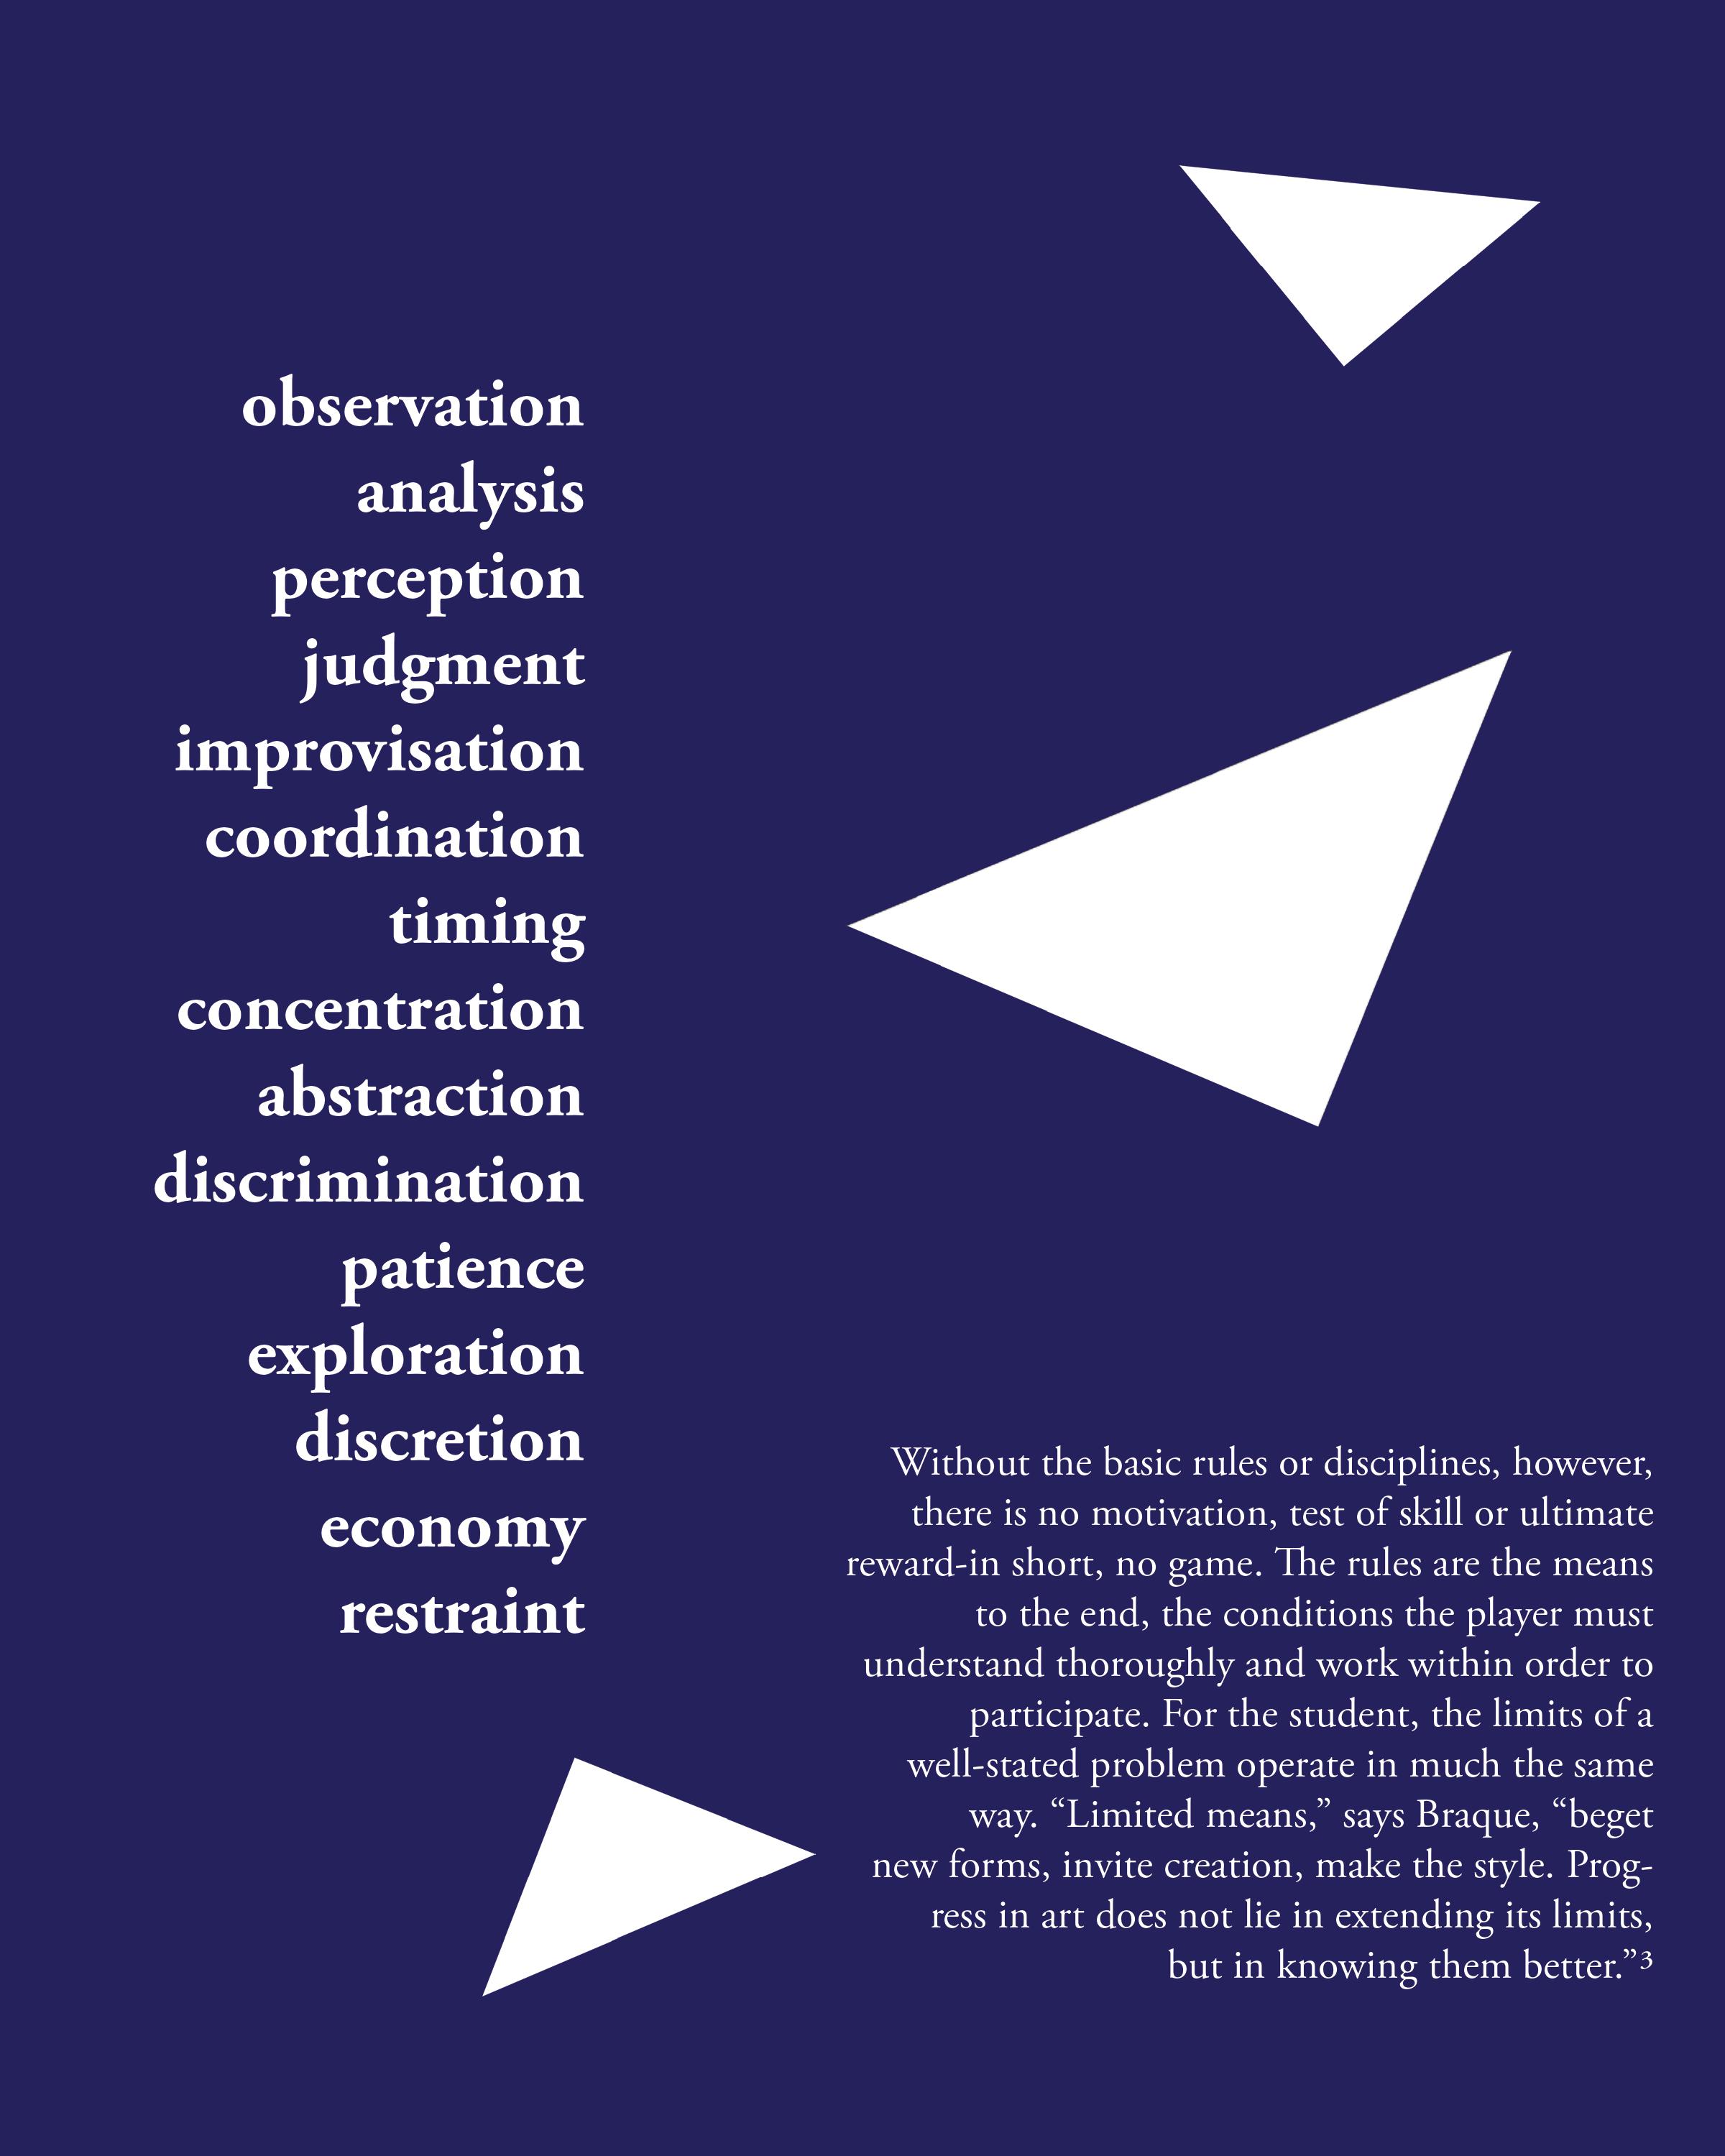 observation
analysis
perception
judgment
improvisation
coordination
timing
concentration
abstraction
discrimination
patience
exploration
discretion
economy
restraint
Without the basic rules or disciplines, however,
there is no motivation, test of skill or ultimate
reward-in short, no game. The rules are the means
to the end, the conditions the player must
understand thoroughly and work within order to
participate. For the student, the limits of a
well-stated problem operate in much the same
way. “Limited means,” says Braque, “beget
new forms, invite creation, make the style. Prog-
ress in art does not lie in extending its limits,
but in knowing them better.”³